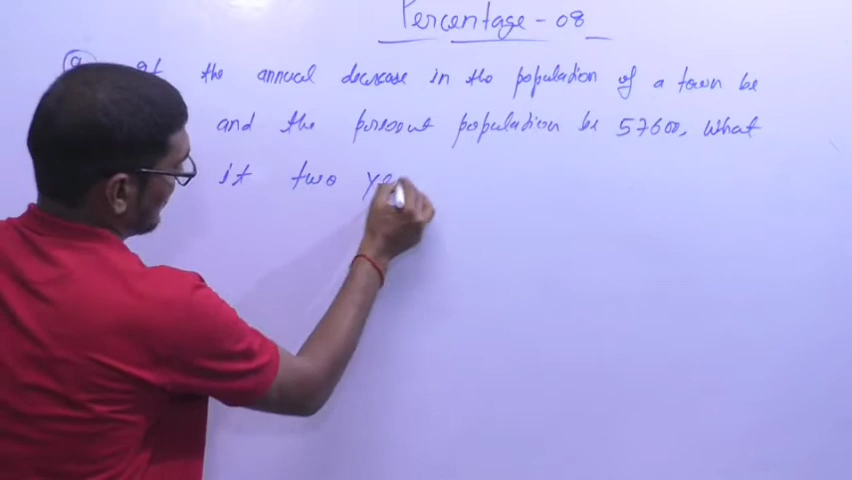 Percentage - 08
the annual decrease in the population of a town be
and the present population be 57600, What
it two ye